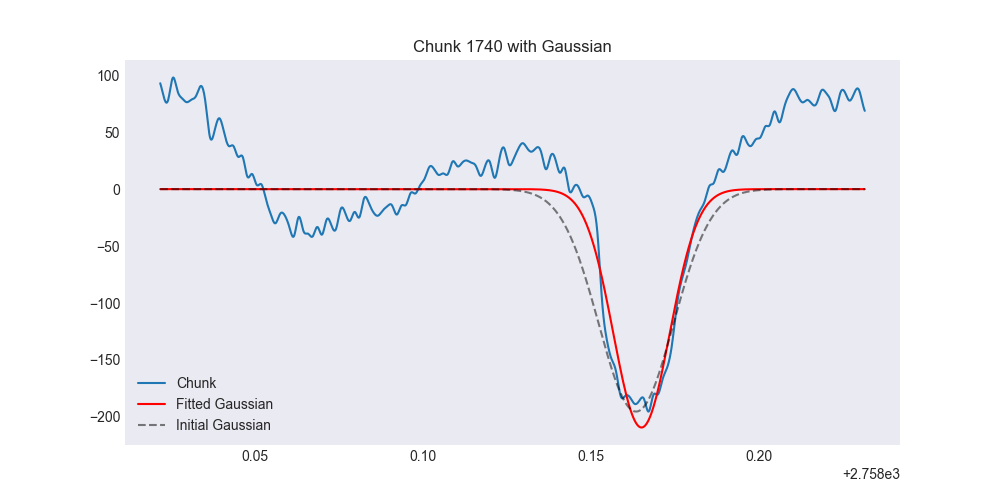 Chunk 1740 with Gaussian
100
50
0
−50
−100
−150
−200
Chunk
Fitted Gaussian
Initial Gaussian
0.05 0.10 0.15 0.20
+2.758e3